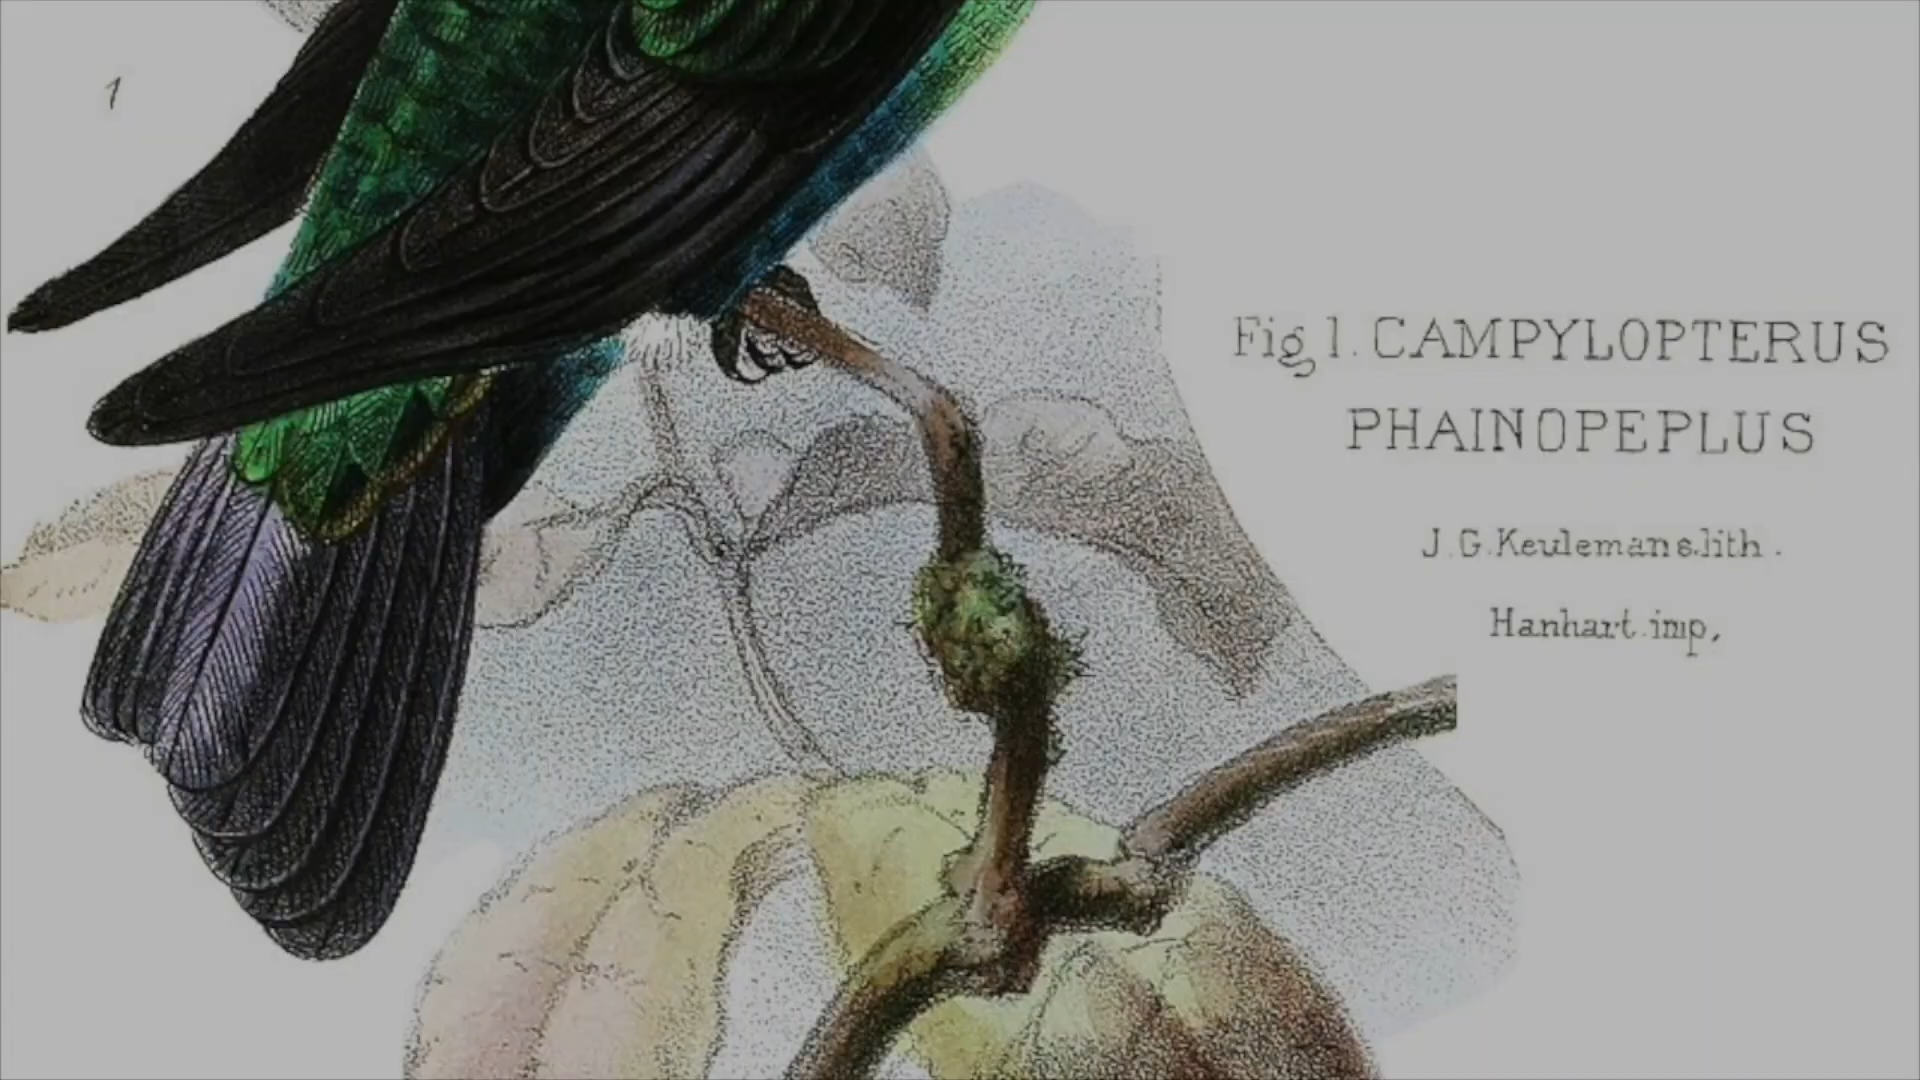 1
Fig 1. CAMPYLOPTERUS
PHAINOPEPLUS
J.G.Keulemans.lith.
Hanhart.imp,